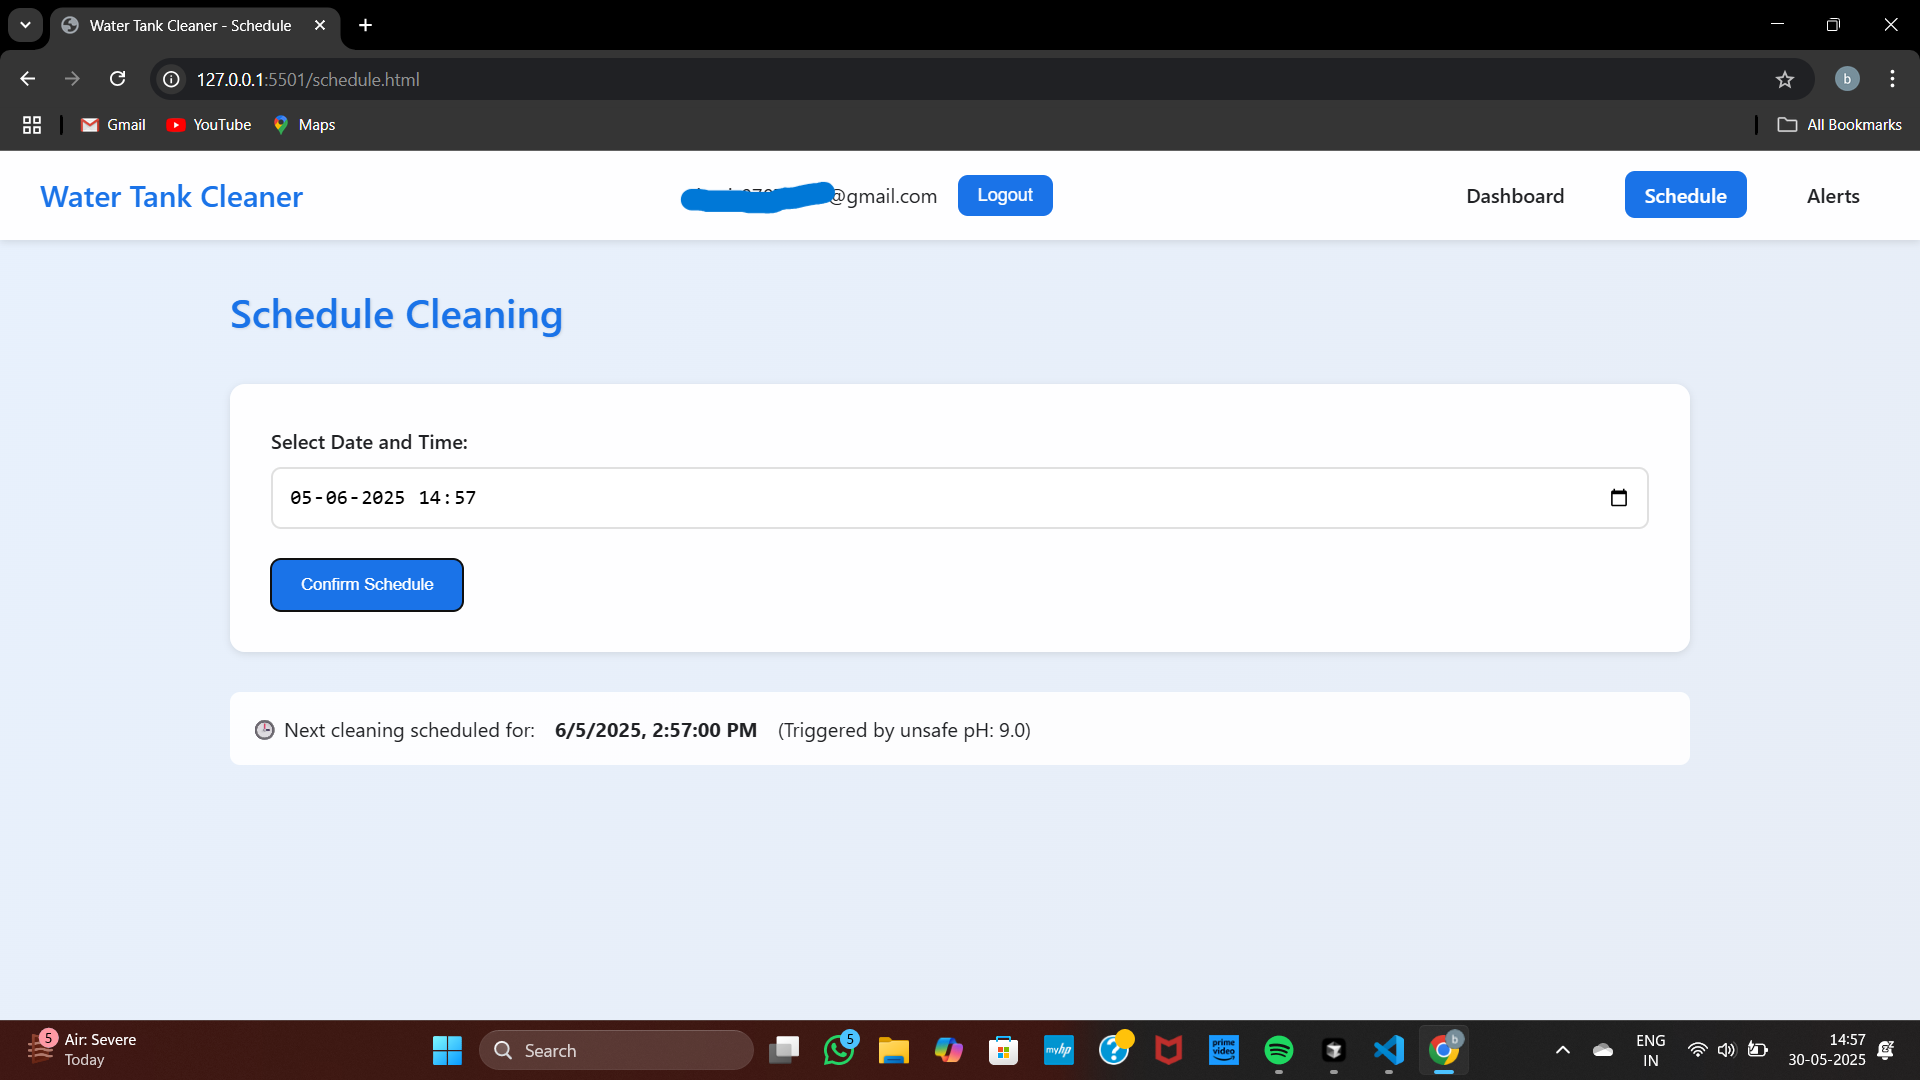 Water Tank Cleaner - Schedule
127.0.0.1:5501/schedule.html
b
Gmail YouTube Maps All Bookmarks
Water Tank Cleaner @gmail.com Logout Dashboard Schedule Alerts
Schedule Cleaning
Select Date and Time:
05-06-2025 14:57
Confirm Schedule
Next cleaning scheduled for: 6/5/2025, 2:57:00 PM (Triggered by unsafe pH: 9.0)
5 Air: Severe
Today
Search
5
myhp
?
prime video
b
ENG
IN
14:57
30-05-2025